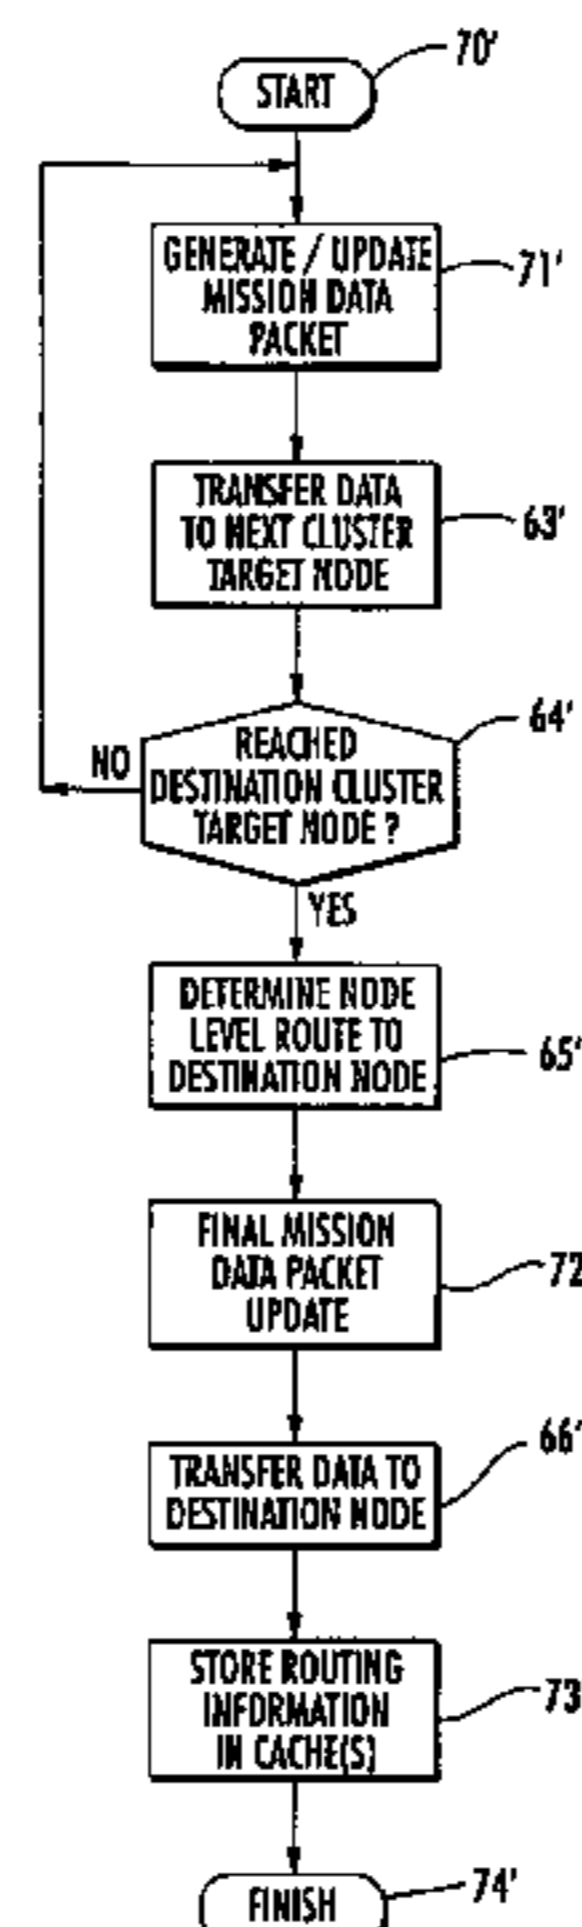 70'
START
GENERATE / UPDATE
MISSION DATA
PACKET
71'
TRANSFER DATA
TO NEXT CLUSTER
TARGET NODE
63'
REACHED
DESTINATION CLUSTER
TARGET NODE ?
64'
NO
YES
DETERMINE NODE
LEVEL ROUTE TO
DESTINATION NODE
65'
FINAL MISSION
DATA PACKET
UPDATE
72
TRANSFER DATA TO
DESTINATION NODE
66'
STORE ROUTING
INFORMATION
IN CACHE(S)
73
FINISH
74'